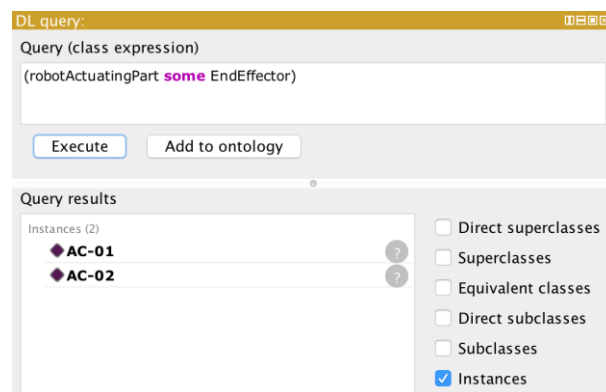 DL query:
Query (class expression)
(robotActuatingPart some EndEffector)
Execute
Add to ontology
Query results
Instances (2)
AC-01
?
AC-02
?
Direct superclasses
Superclasses
Equivalent classes
Direct subclasses
Subclasses
Instances